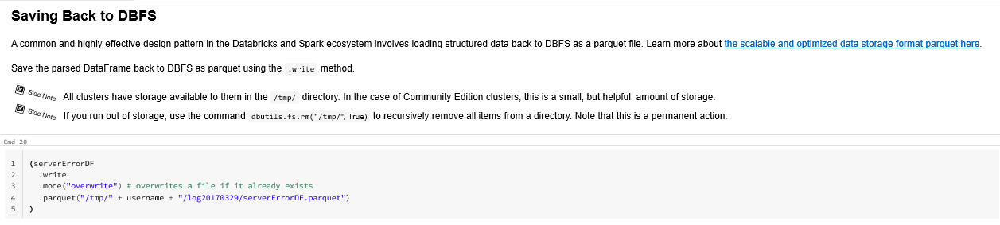 Saving Back to DBFS
A common and highly effective design pattern in the Databricks and Spark ecosystem involves loading structured data back to DBFS as a parquet file. Learn more about the scalable and optimized data storage format parquet here.
Save the parsed DataFrame back to DBFS as parquet using the .write method.
Side Note All clusters have storage available to them in the /tmp/ directory. In the case of Community Edition clusters, this is a small, but helpful, amount of storage.
Side Note If you run out of storage, use the command dbutils.fs.rm("/tmp/", True) to recursively remove all items from a directory. Note that this is a permanent action.
Cmd 20
1 (serverErrorDF
2 .write
3 .mode("overwrite") # overwrites a file if it already exists
4 .parquet("/tmp/" + username + "/log20170329/serverErrorDF.parquet")
5 )